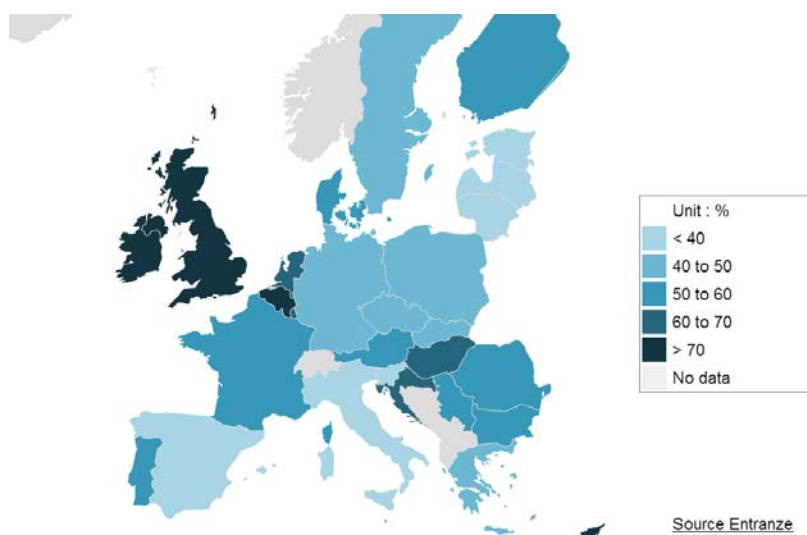 Unit : %
< 40
40 to 50
50 to 60
60 to 70
> 70
No data
Source Entranze